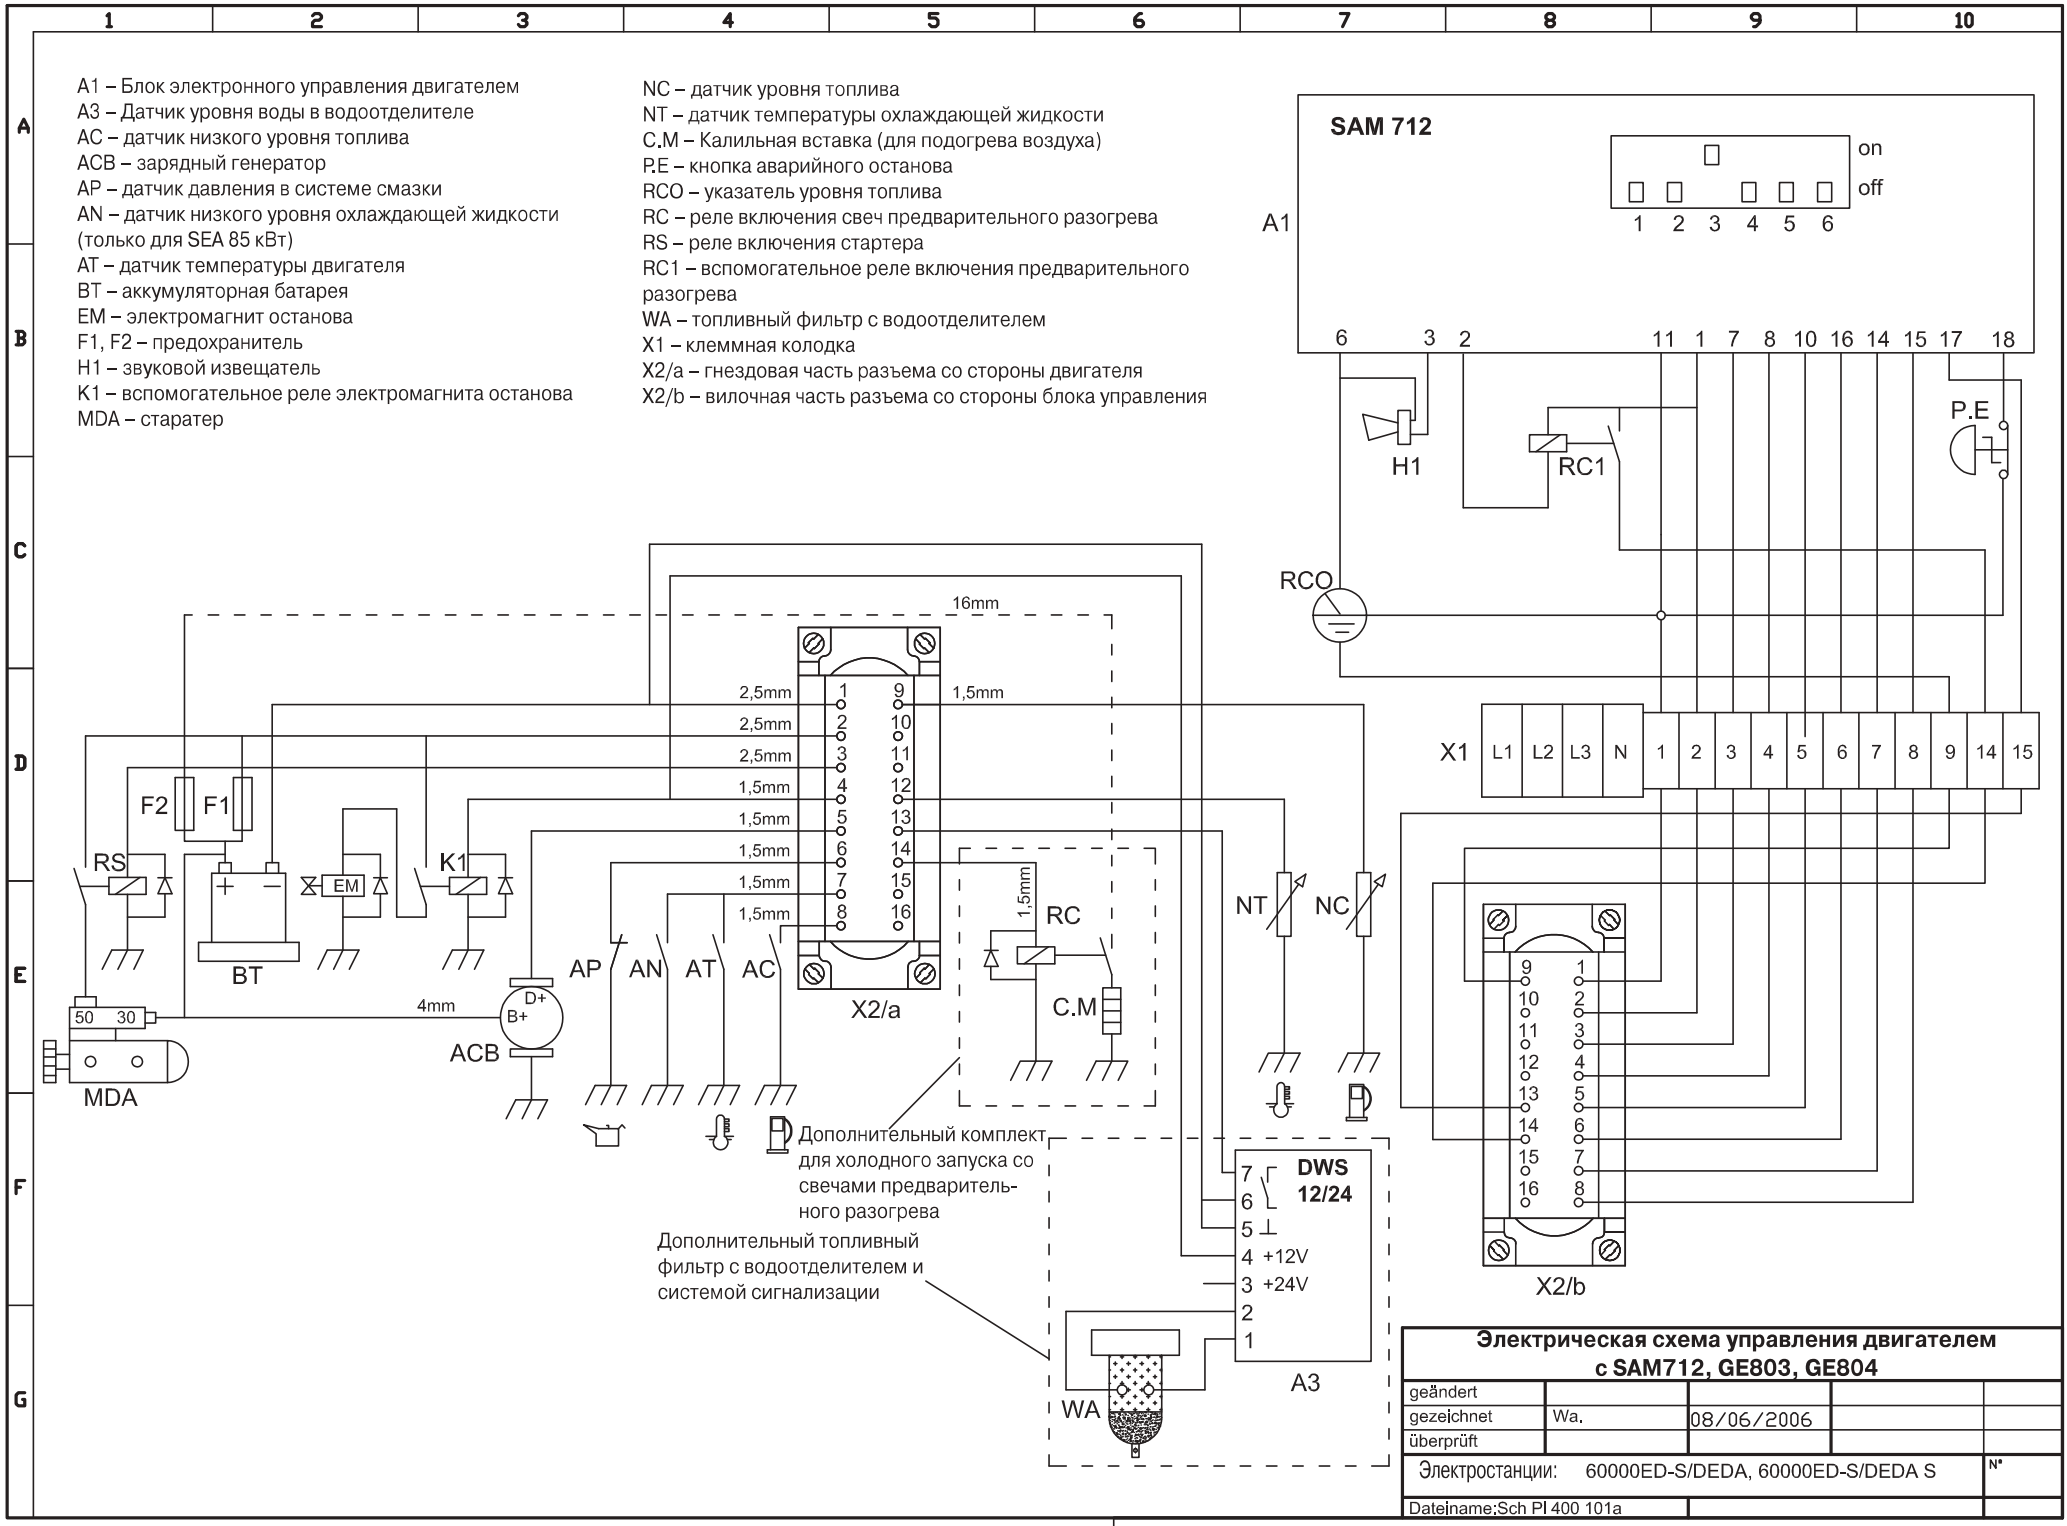 1 2 3 4 5 6 7 8 9 10
A
B
C
D
E
F
G
A1 – Блок электронного управления двигателем
A3 – Датчик уровня воды в водоотделителе
AC – датчик низкого уровня топлива
ACB – зарядный генератор
AP – датчик давления в системе смазки
AN – датчик низкого уровня охлаждающей жидкости
(только для SEA 85 кВт)
AT – датчик температуры двигателя
BT – аккумуляторная батарея
EM – электромагнит останова
F1, F2 – предохранитель
H1 – звуковой извещатель
K1 – вспомогательное реле электромагнита останова
MDA – старатер
NC – датчик уровня топлива
NT – датчик температуры охлаждающей жидкости
C.M – Калильная вставка (для подогрева воздуха)
P.E – кнопка аварийного останова
RCO – указатель уровня топлива
RC – реле включения свеч предварительного разогрева
RS – реле включения стартера
RC1 – вспомогательное реле включения предварительного
разогрева
WA – топливный фильтр с водоотделителем
X1 – клеммная колодка
X2/a – гнездовая часть разъема со стороны двигателя
X2/b – вилочная часть разъема со стороны блока управления
SAM 712
on
off
1 2 3 4 5 6
A1
6 3 2 11 1 7 8 10 16 14 15 17 18
H1
RC1
P.E
RCO
16mm
2,5mm
2,5mm
2,5mm
1,5mm
1,5mm
1,5mm
1,5mm
1,5mm
1 9
2 10
3 11
4 12
5 13
6 14
7 15
8 16
X2/a
1,5mm
X1 L1 L2 L3 N 1 2 3 4 5 6 7 8 9 14 15
F2 F1
RS
+ –
BT
EM
K1
50 30
MDA
4mm
D+
B+
ACB
AP AN AT AC
1,5mm
RC
C.M
NT NC
9 1
10 2
11 3
12 4
13 5
14 6
15 7
16 8
X2/b
Дополнительный комплект
для холодного запуска со
свечами предваритель-
ного разогрева
Дополнительный топливный
фильтр с водоотделителем и
системой сигнализации
DWS
12/24
7
6
5
4 +12V
3 +24V
2
1
A3
WA
Электрическая схема управления двигателем
с SAM712, GE803, GE804
geändert
gezeichnet Wa. 08/06/2006
überprüft
Электростанции: 60000ED-S/DEDA, 60000ED-S/DEDA S N°
Dateiname:Sch Pl 400 101a